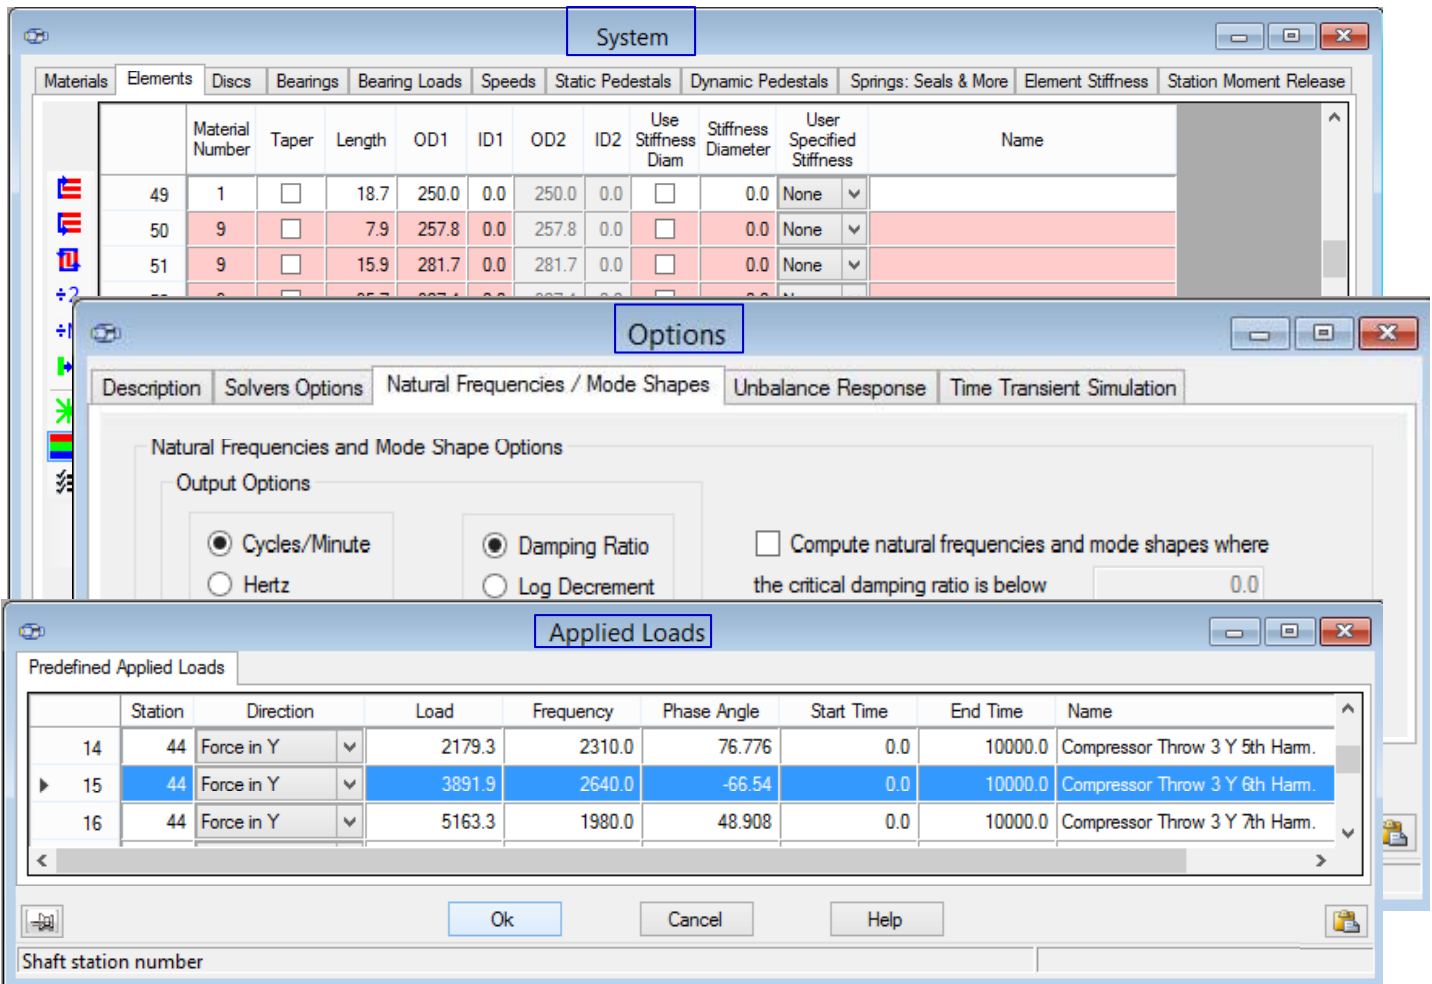 System
Materials Elements Discs Bearings Bearing Loads Speeds Static Pedestals Dynamic Pedestals Springs: Seals & More Element Stiffness Station Moment Release
Material Number Taper Length OD1 ID1 OD2 ID2 Use Stiffness Diam Stiffness Diameter User Specified Stiffness Name
49 1 18.7 250.0 0.0 250.0 0.0 0.0 None
50 9 7.9 257.8 0.0 257.8 0.0 0.0 None
51 9 15.9 281.7 0.0 281.7 0.0 0.0 None
÷2
Options
Description Solvers Options Natural Frequencies / Mode Shapes Unbalance Response Time Transient Simulation
Natural Frequencies and Mode Shape Options
Output Options
Cycles/Minute Damping Ratio Compute natural frequencies and mode shapes where
Hertz Log Decrement the critical damping ratio is below 0.0
Applied Loads
Predefined Applied Loads
Station Direction Load Frequency Phase Angle Start Time End Time Name
14 44 Force in Y 2179.3 2310.0 76.776 0.0 10000.0 Compressor Throw 3 Y 5th Harm.
15 44 Force in Y 3891.9 2640.0 -66.54 0.0 10000.0 Compressor Throw 3 Y 6th Harm.
16 44 Force in Y 5163.3 1980.0 48.908 0.0 10000.0 Compressor Throw 3 Y 7th Harm.
Ok Cancel Help
Shaft station number